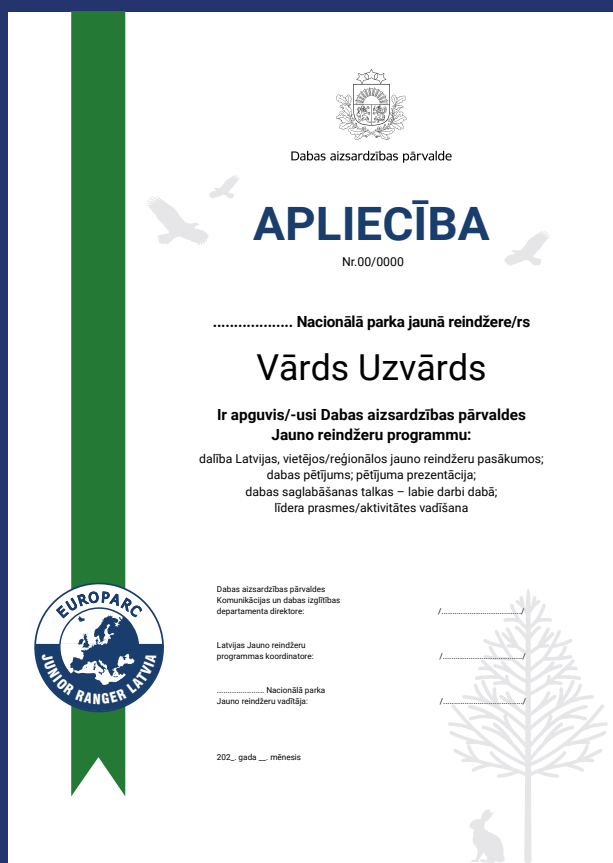 Dabas aizsardzības pārvalde
APLIECĪBA
Nr.00/0000
................... Nacionālā parka jaunā reindžere/rs
Vārds Uzvārds
Ir apguvis/-usi Dabas aizsardzības pārvaldes
Jauno reindžeru programmu:
dalība Latvijas, vietējos/reģionālos jauno reindžeru pasākumos;
dabas pētījums; pētījuma prezentācija;
dabas saglabāšanas talkas – labie darbi dabā;
līdera prasmes/aktivitātes vadīšana
Dabas aizsardzības pārvaldes
Komunikācijas un dabas izglītības
departamenta direktore: /................................../
Latvijas Jauno reindžeru
programmas koordinatore: /................................../
.................... Nacionālā parka
Jauno reindžeru vadītāja: /................................../
202_. gada __. mēnesis
EUROPARC
JUNIOR RANGER LATVIA